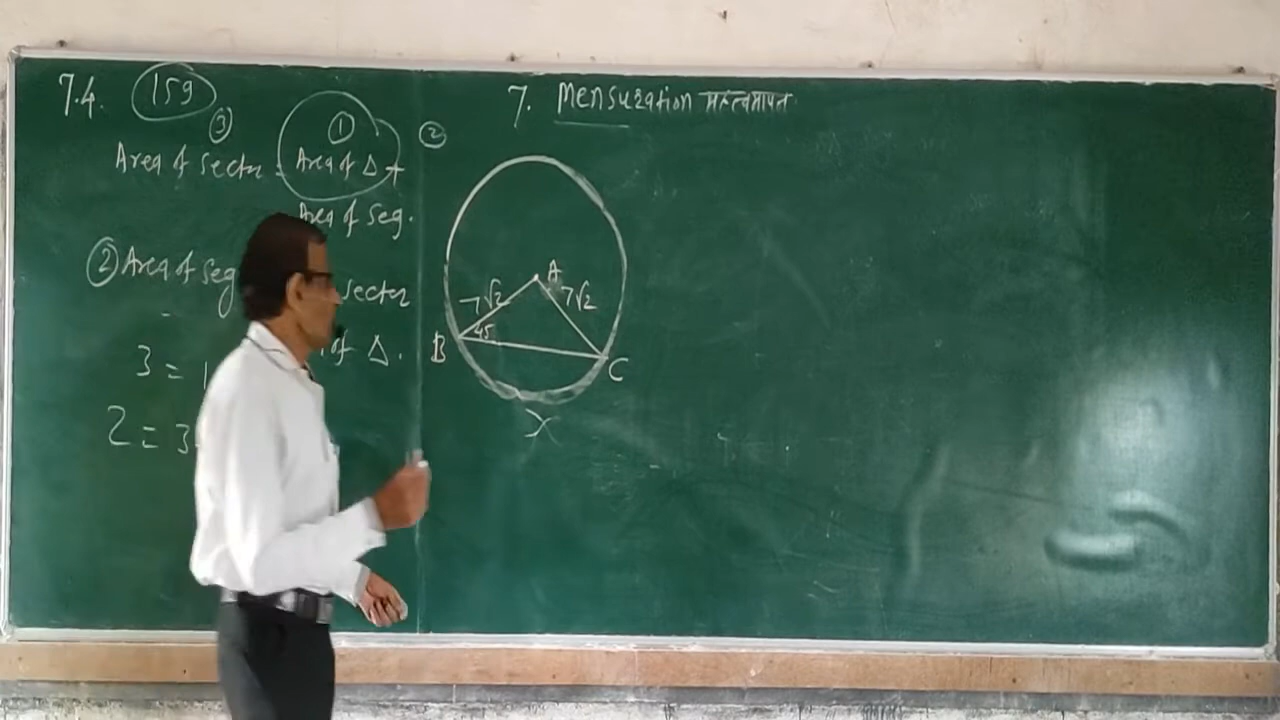 7.4. 159
③ ① ②
Area of Sector = Area of Δ +
Area of Seg.
② Area of Seg sector
- of Δ.
3 = 1
2 = 3
7. Mensuration महत्वमापन
A
7√2 7√2
45
B
C
X